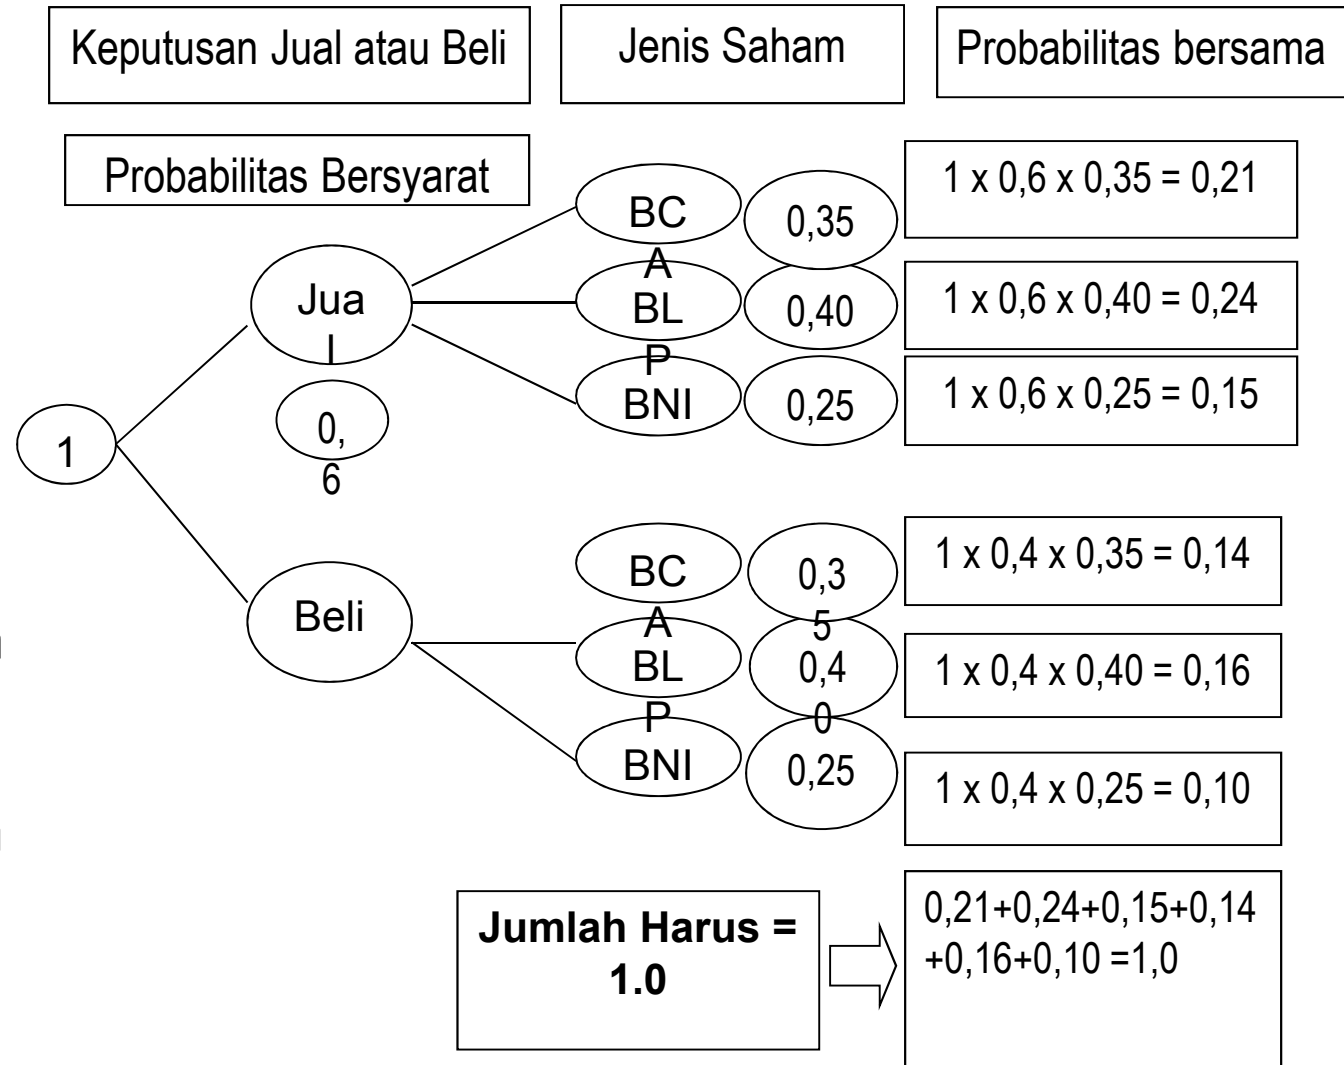 Keputusan Jual atau Beli
Jenis Saham
Probabilitas bersama
Probabilitas Bersyarat
1
Jua
l
0,
6
BC
A
0,35
1 x 0,6 x 0,35 = 0,21
BL
P
0,40
1 x 0,6 x 0,40 = 0,24
BNI
0,25
1 x 0,6 x 0,25 = 0,15
Beli
BC
A
0,3
5
1 x 0,4 x 0,35 = 0,14
BL
P
0,4
0
1 x 0,4 x 0,40 = 0,16
BNI
0,25
1 x 0,4 x 0,25 = 0,10
Jumlah Harus =
1.0
0,21+0,24+0,15+0,14
+0,16+0,10 =1,0